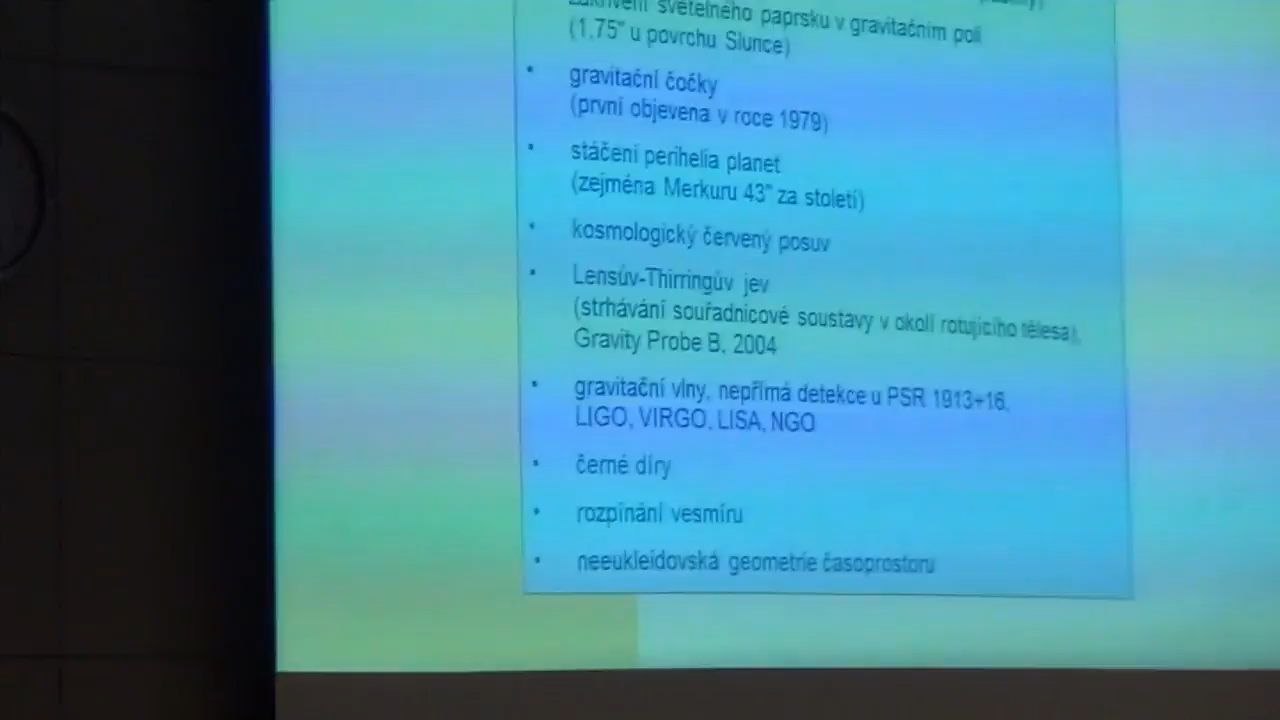 světelného paprsku v gravitačním poli
(1,75" u povrchu Slunce)
• gravitační čočky
(první objevena v roce 1979)
• stáčení perihelia planet
(zejména Merkuru 43" za století)
• kosmologický červený posuv
• Lensův-Thirringův jev
(strhávání souřadnicové soustavy v okolí rotujícího tělesa),
Gravity Probe B, 2004
• gravitační vlny, nepřímá detekce u PSR 1913+16,
LIGO, VIRGO, LISA, NGO
• černé díry
• rozpínání vesmíru
• neeukleidovská geometrie časoprostoru